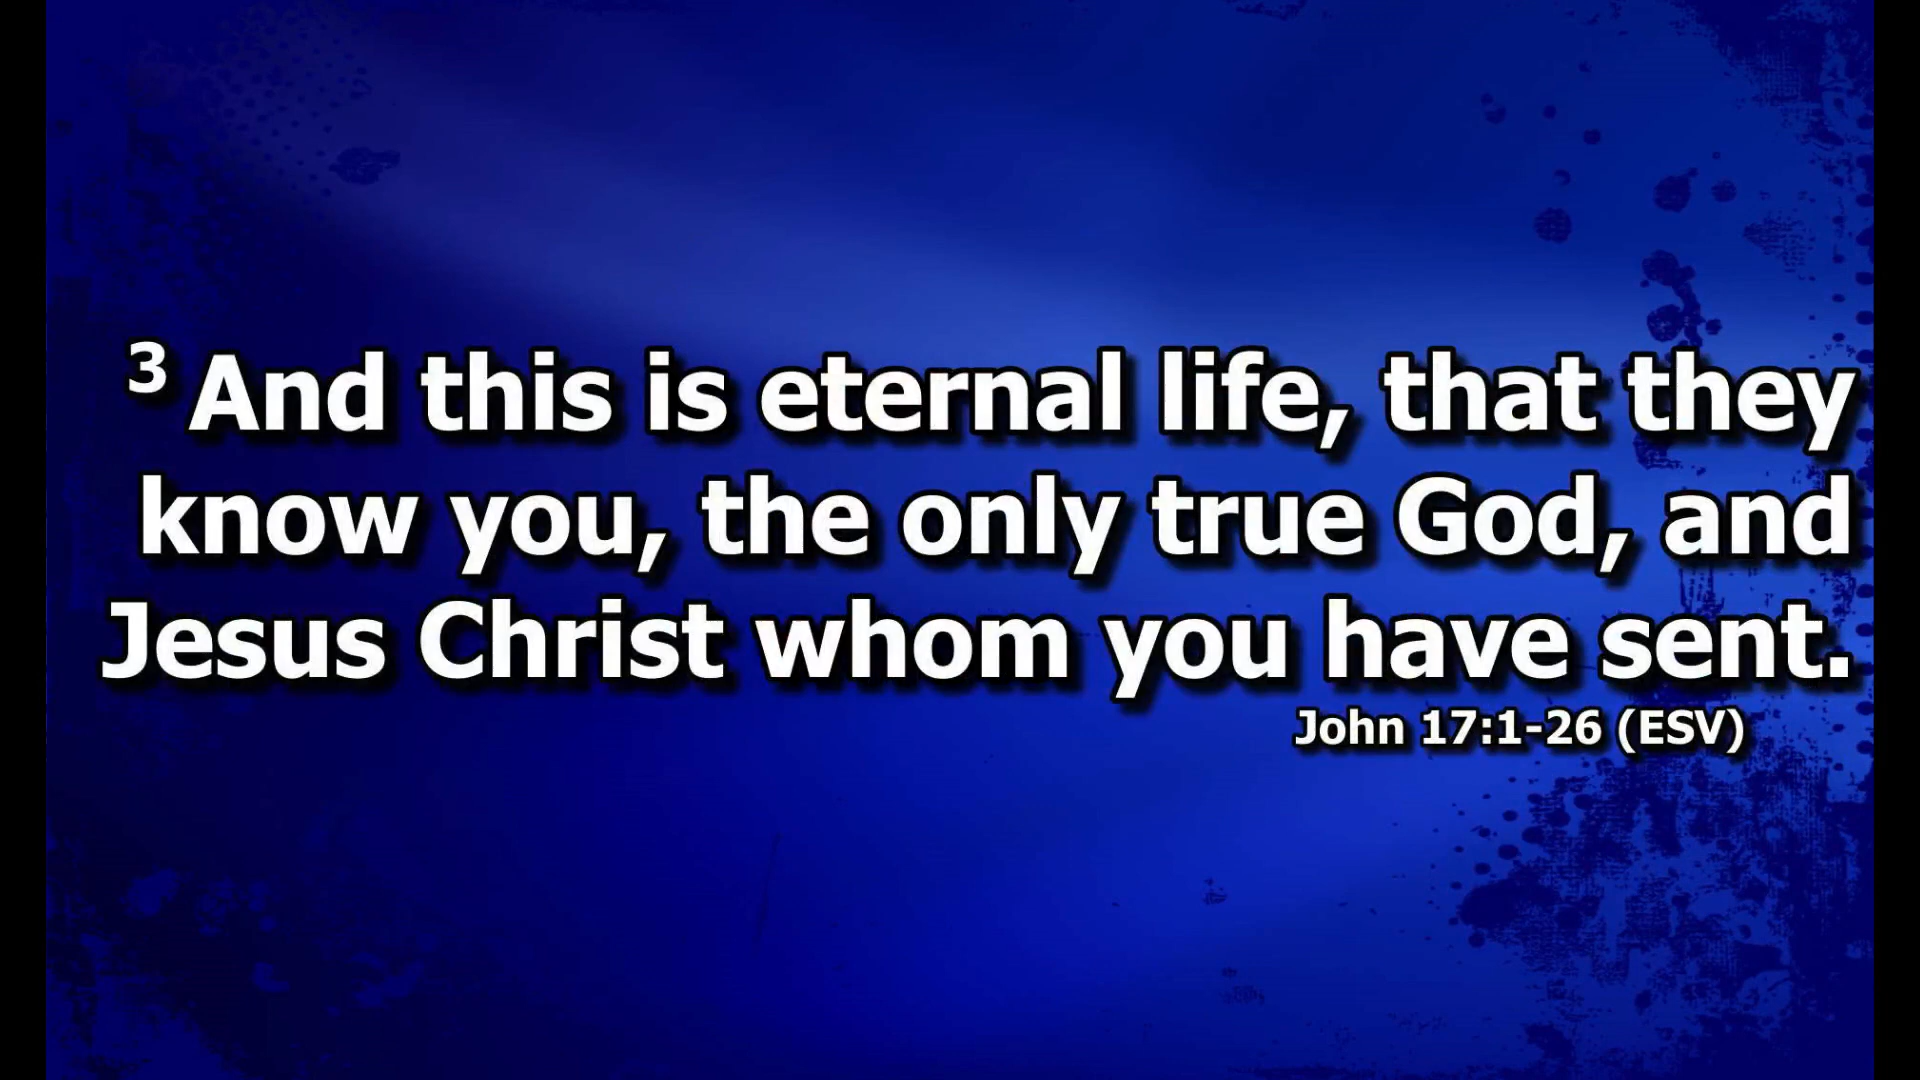 3 And this is eternal life, that they
know you, the only true God, and
Jesus Christ whom you have sent.
John 17:1-26 (ESV)